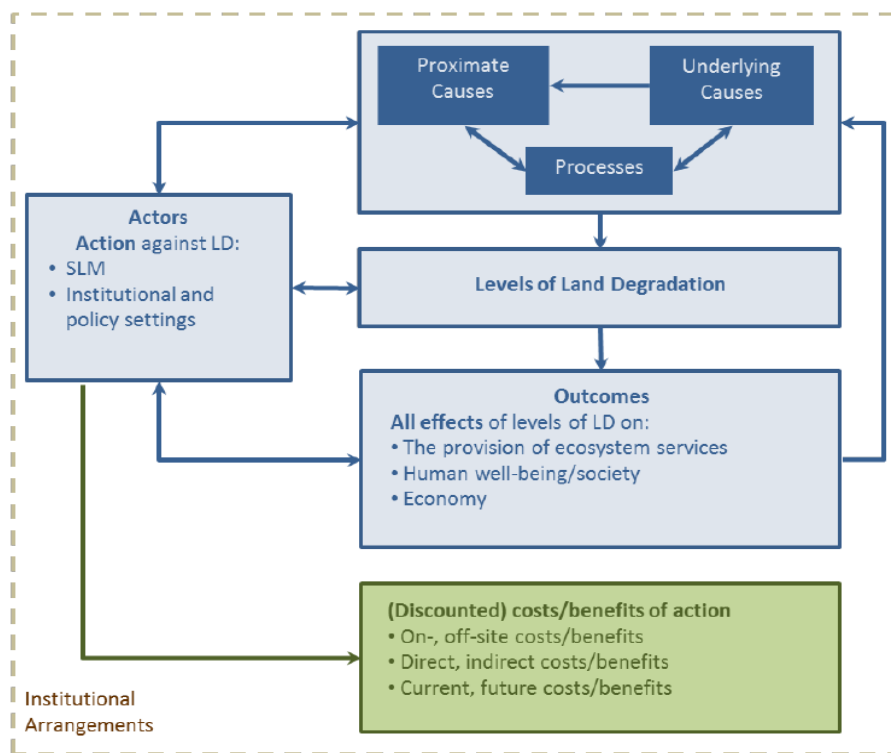 Proximate
Causes
Underlying
Causes
Processes
Actors
Action against LD:
• SLM
• Institutional and
policy settings
Levels of Land Degradation
Outcomes
All effects of levels of LD on:
• The provision of ecosystem services
• Human well-being/society
• Economy
(Discounted) costs/benefits of action
• On-, off-site costs/benefits
• Direct, indirect costs/benefits
• Current, future costs/benefits
Institutional
Arrangements